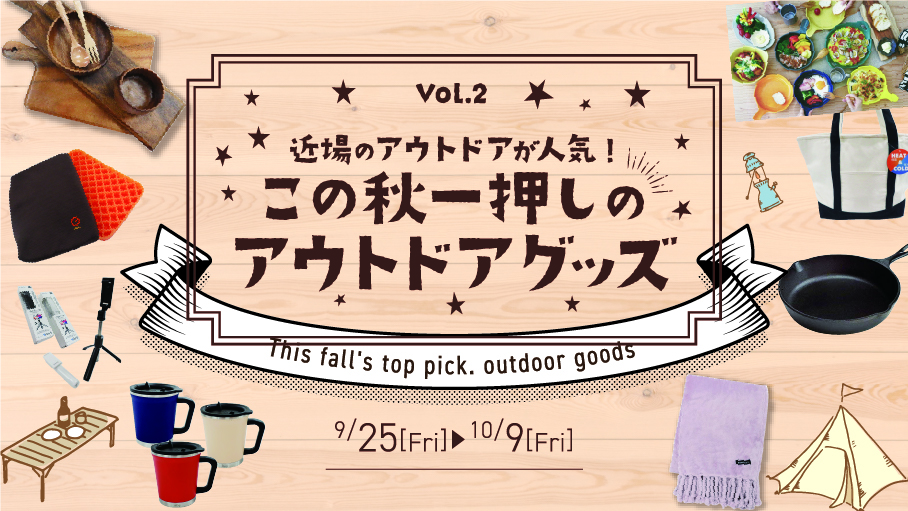 Vol.2
近場のアウトドアが人気！
この秋一押しの
アウトドアグッズ
This fall's top pick. outdoor goods
9/25[Fri]▶10/9[Fri]
HEAT
&
COLD